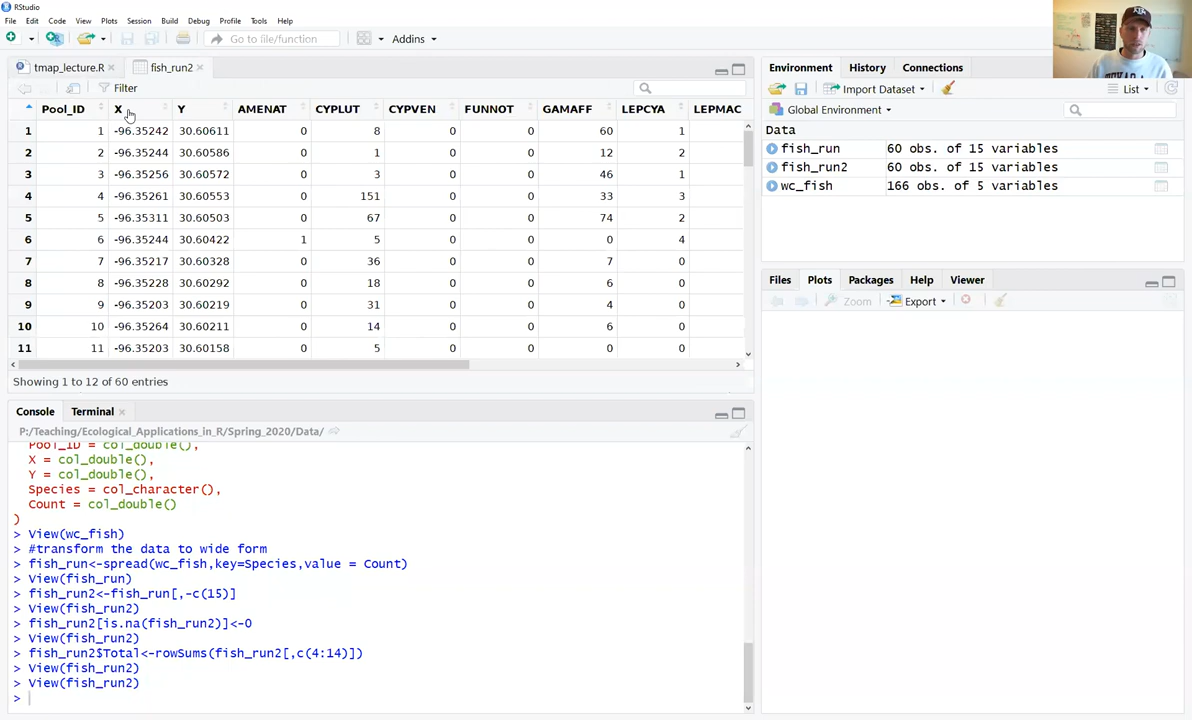 RStudio
File Edit Code View Plots Session Build Debug Profile Tools Help
Go to file/function Addins
tmap_lecture.R fish_run2
Filter
Pool_ID X Y AMENAT CYPLUT CYPVEN FUNNOT GAMAFF LEPCYA LEPMAC
1 1 -96.35242 30.60611 0 8 0 0 60 1
2 2 -96.35244 30.60586 0 1 0 0 12 2
3 3 -96.35256 30.60572 0 3 0 0 46 1
4 4 -96.35261 30.60553 0 151 0 0 33 3
5 5 -96.35311 30.60503 0 67 0 0 74 2
6 6 -96.35244 30.60422 1 5 0 0 0 4
7 7 -96.35217 30.60328 0 36 0 0 7 0
8 8 -96.35228 30.60292 0 18 0 0 6 0
9 9 -96.35203 30.60219 0 31 0 0 4 0
10 10 -96.35264 30.60211 0 14 0 0 6 0
11 11 -96.35203 30.60158 0 5 0 0 0 0
Showing 1 to 12 of 60 entries
Console Terminal
P:/Teaching/Ecological_Applications_in_R/Spring_2020/Data/
Pool_ID = col_double(),
X = col_double(),
Y = col_double(),
Species = col_character(),
Count = col_double()
)
> View(wc_fish)
> #transform the data to wide form
> fish_run<-spread(wc_fish,key=Species,value = Count)
> View(fish_run)
> fish_run2<-fish_run[,-c(15)]
> View(fish_run2)
> fish_run2[is.na(fish_run2)]<-0
> View(fish_run2)
> fish_run2$Total<-rowSums(fish_run2[,c(4:14)])
> View(fish_run2)
> View(fish_run2)
>
Environment History Connections
Import Dataset List
Global Environment
Data
fish_run 60 obs. of 15 variables
fish_run2 60 obs. of 15 variables
wc_fish 166 obs. of 5 variables
Files Plots Packages Help Viewer
Zoom Export